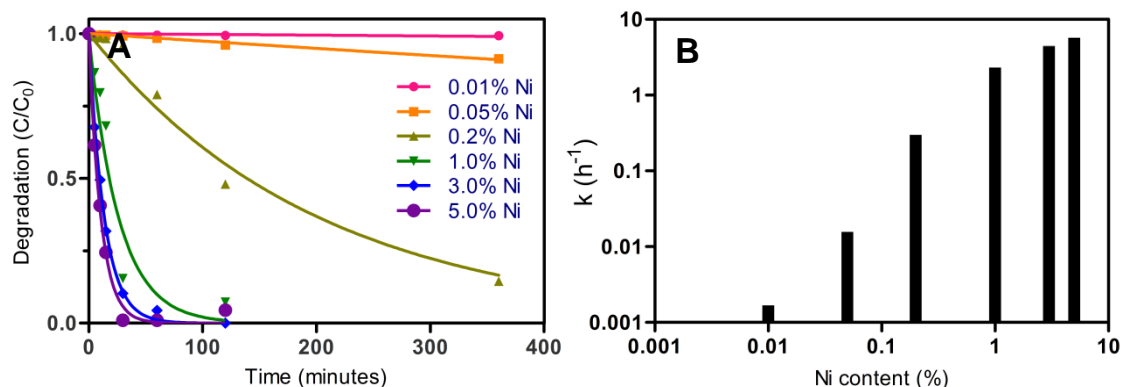 A
1.0
0.5
0.0
Degradation (C/C0)
0.01% Ni
0.05% Ni
0.2% Ni
1.0% Ni
3.0% Ni
5.0% Ni
0 100 200 300 400
Time (minutes)
B
10
1
0.1
0.01
0.001
k (h-1)
0.001 0.01 0.1 1 10
Ni content (%)